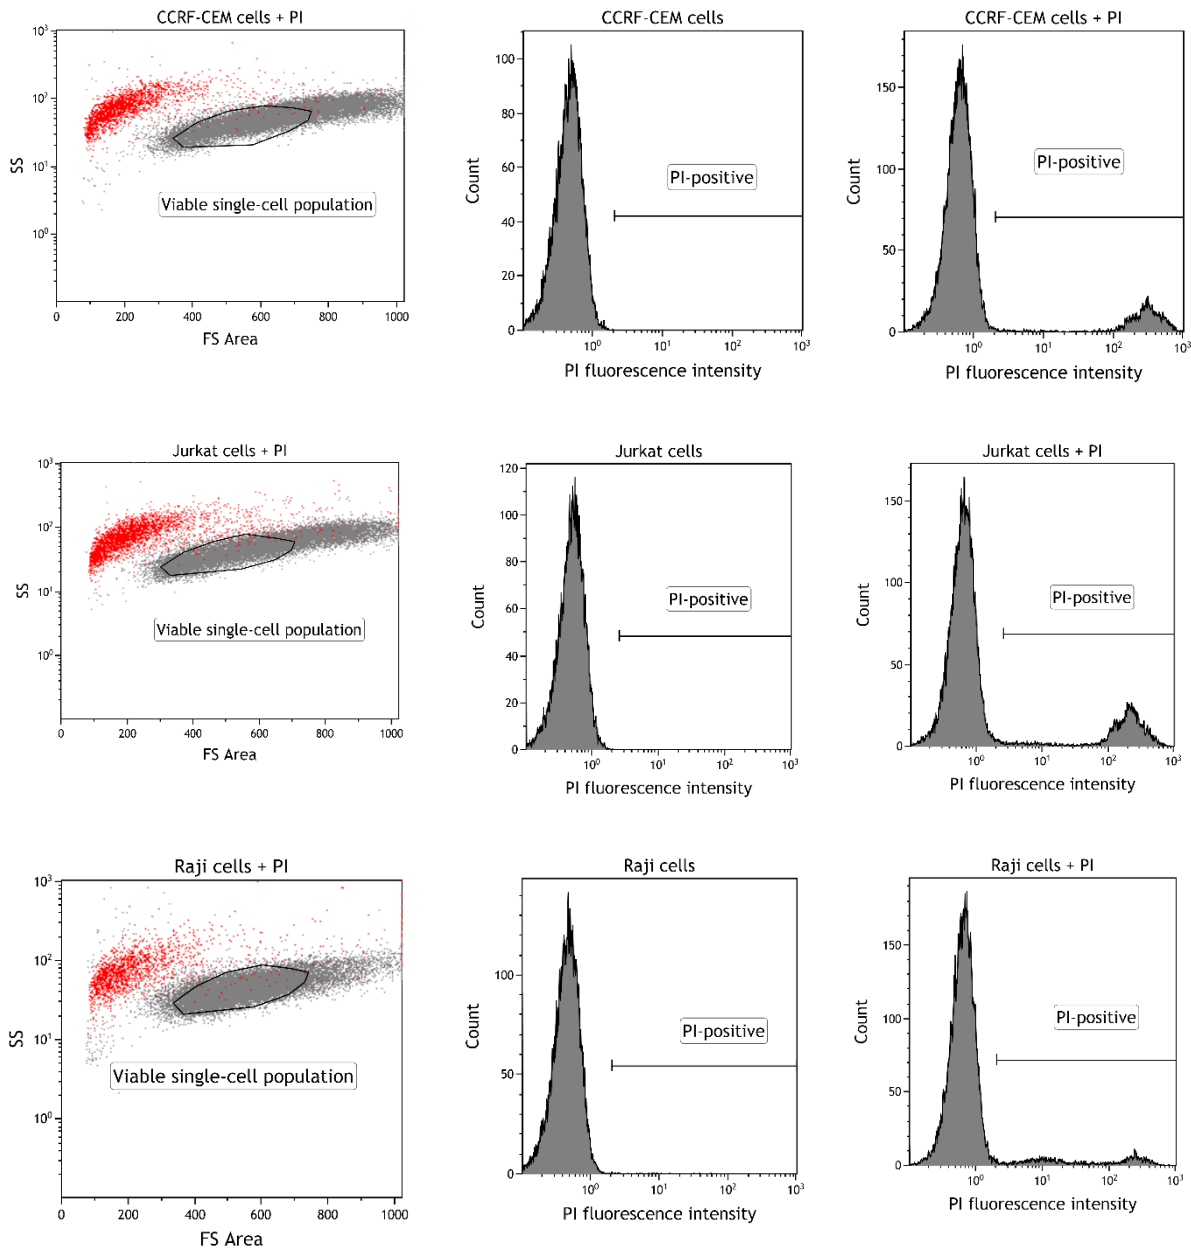 CCRF-CEM cells + PI
10³
10²
10¹
10⁰
SS
Viable single-cell population
0 200 400 600 800 1000
FS Area
CCRF-CEM cells
100
80
60
40
20
0
Count
PI-positive
10⁰ 10¹ 10² 10³
PI fluorescence intensity
CCRF-CEM cells + PI
150
100
50
0
Count
PI-positive
10⁰ 10¹ 10² 10³
PI fluorescence intensity
Jurkat cells + PI
10³
10²
10¹
10⁰
SS
Viable single-cell population
0 200 400 600 800 1000
FS Area
Jurkat cells
120
100
80
60
40
20
0
Count
PI-positive
10⁰ 10¹ 10² 10³
PI fluorescence intensity
Jurkat cells + PI
150
100
50
0
Count
PI-positive
10⁰ 10¹ 10² 10³
PI fluorescence intensity
Raji cells + PI
10³
10²
10¹
10⁰
SS
Viable single-cell population
0 200 400 600 800 1000
FS Area
Raji cells
100
50
0
Count
PI-positive
10⁰ 10¹ 10² 10³
PI fluorescence intensity
Raji cells + PI
150
100
50
0
Count
PI-positive
10⁰ 10¹ 10² 10³
PI fluorescence intensity